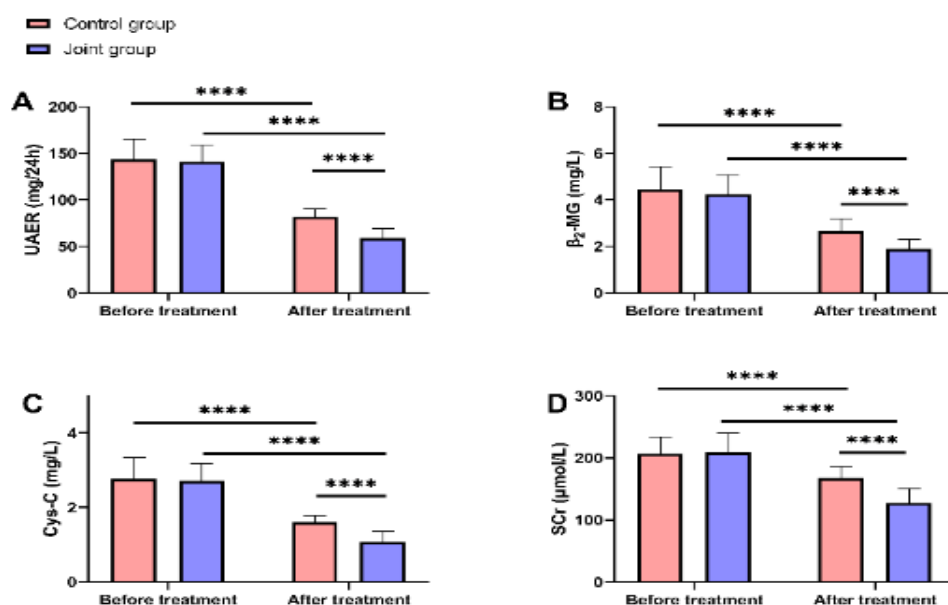 Control group
Joint group
A
UAER (mg/24h)
200
150
100
50
0
****
****
****
Before treatment
After treatment
B
β₂-MG (mg/L)
8
6
4
2
0
****
****
****
Before treatment
After treatment
C
Cys-C (mg/L)
4
2
0
****
****
****
Before treatment
After treatment
D
SCr (μmol/L)
300
200
100
0
****
****
****
Before treatment
After treatment